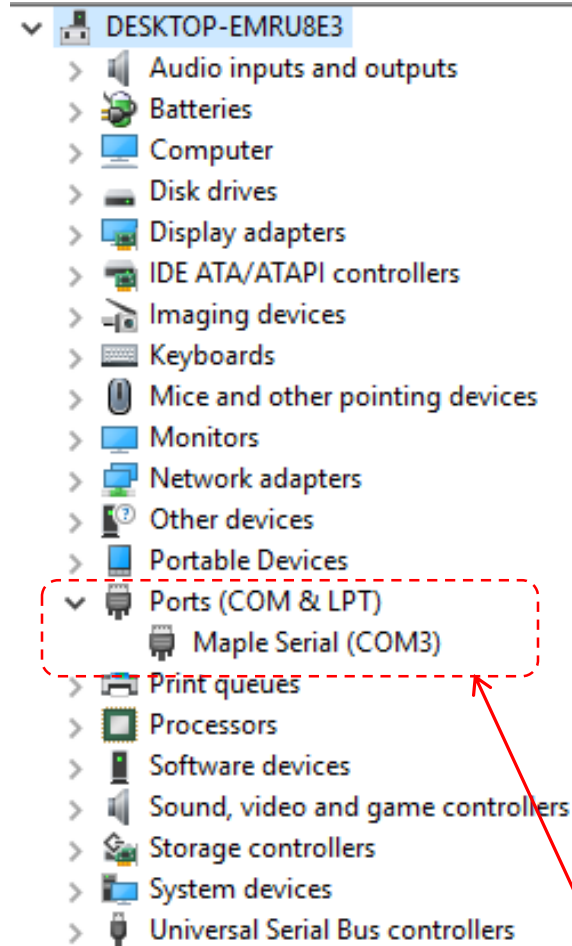 DESKTOP-EMRU8E3
Audio inputs and outputs
Batteries
Computer
Disk drives
Display adapters
IDE ATA/ATAPI controllers
Imaging devices
Keyboards
Mice and other pointing devices
Monitors
Network adapters
Other devices
Portable Devices
Ports (COM & LPT)
Maple Serial (COM3)
Print queues
Processors
Software devices
Sound, video and game controllers
Storage controllers
System devices
Universal Serial Bus controllers